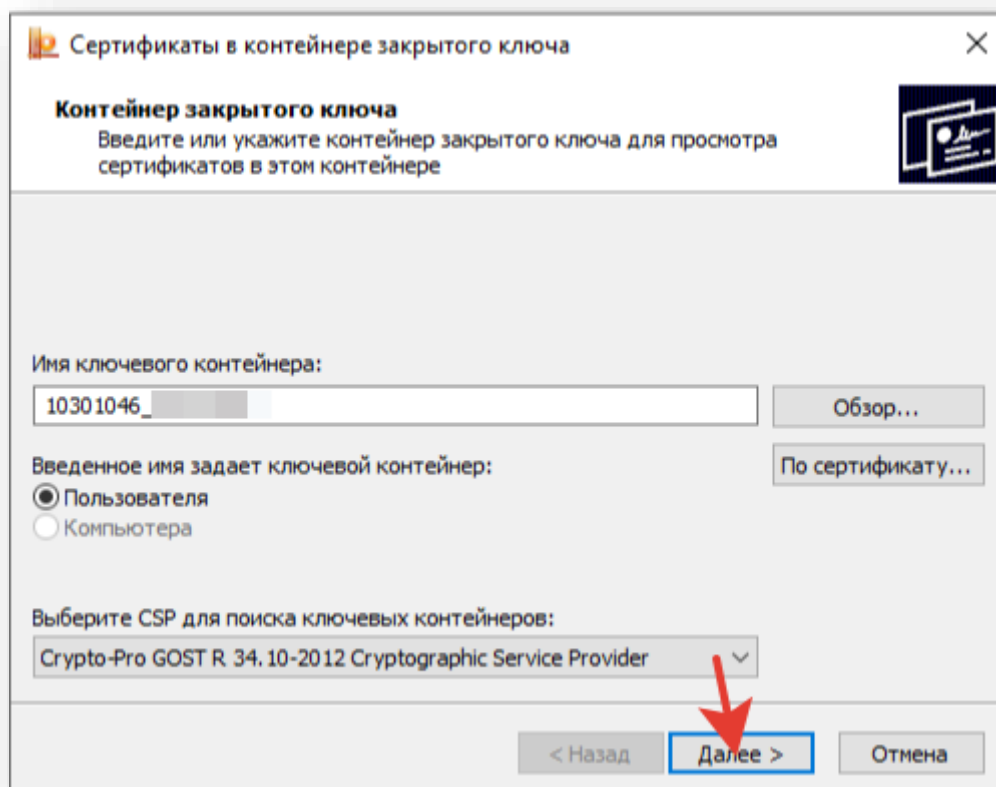 Сертификаты в контейнере закрытого ключа
Контейнер закрытого ключа
Введите или укажите контейнер закрытого ключа для просмотра
сертификатов в этом контейнере
Имя ключевого контейнера:
10301046_
Обзор...
Введенное имя задает ключевой контейнер:
По сертификату...
Пользователя
Компьютера
Выберите CSP для поиска ключевых контейнеров:
Crypto-Pro GOST R 34.10-2012 Cryptographic Service Provider
< Назад
Далее >
Отмена